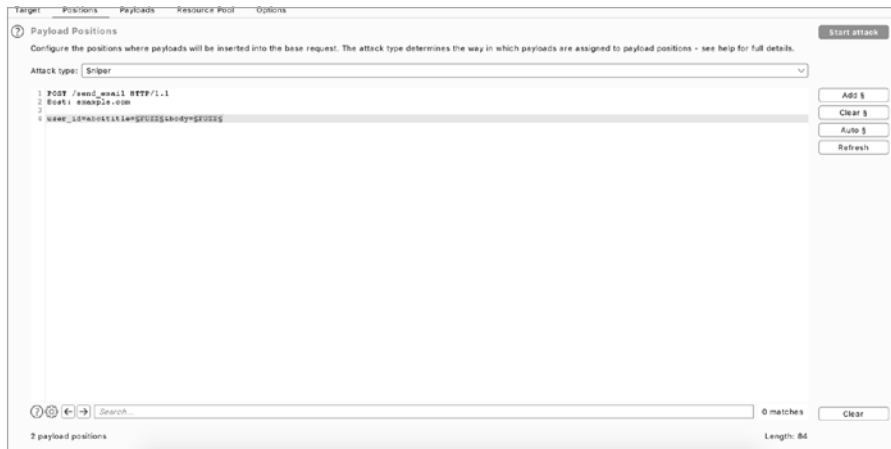 Target Positions Payloads Resource Pool Options
Payload Positions
Start attack
Configure the positions where payloads will be inserted into the base request. The attack type determines the way in which payloads are assigned to payload positions - see help for full details.
Attack type: Sniper
1 POST /send_email HTTP/1.1
2 Host: example.com
3
4 user_id=abc&title=§FUZZ§&body=§FUZZ§
Add §
Clear §
Auto §
Refresh
Search...
0 matches
Clear
2 payload positions
Length: 84